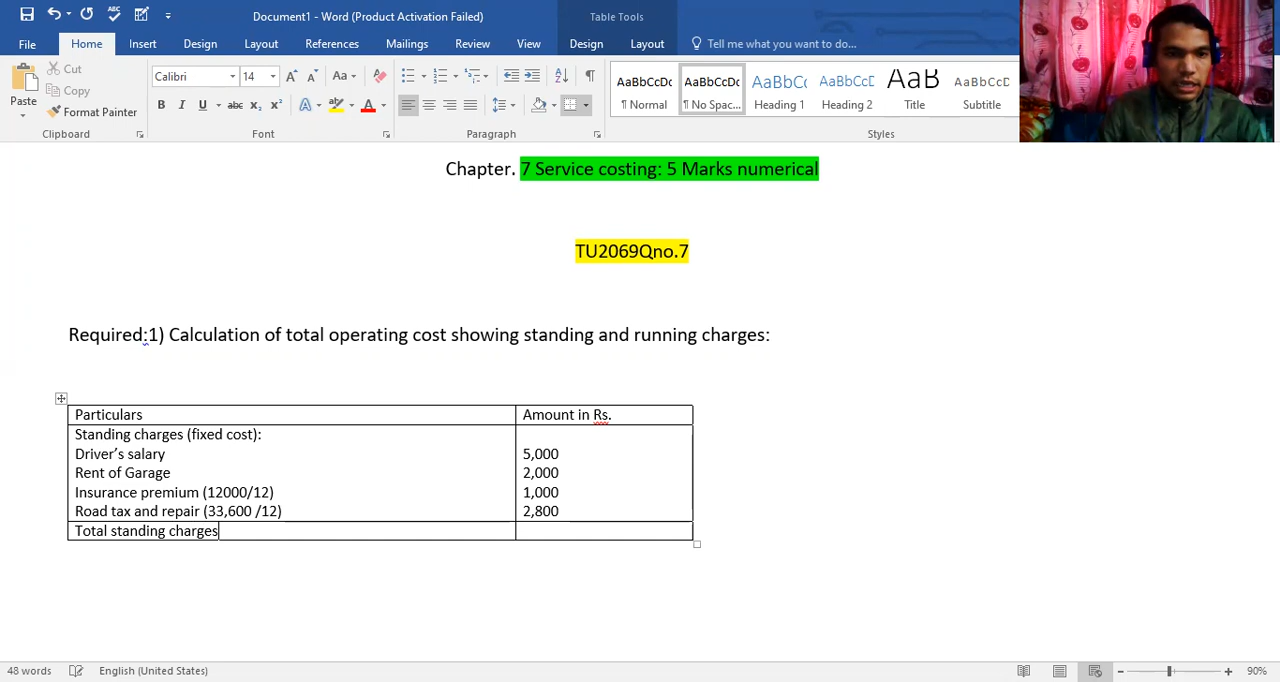 Document1 - Word (Product Activation Failed)
Table Tools
File
Home
Insert
Design
Layout
References
Mailings
Review
View
Design
Layout
Tell me what you want to do...
Paste
Cut
Copy
Format Painter
Clipboard
Calibri
14
Font
Paragraph
AaBbCcDc
¶ Normal
AaBbCcDc
¶ No Spac...
AaBbCc
Heading 1
AaBbCcD
Heading 2
AaB
Title
AaBbCcD
Subtitle
Styles
Chapter. 7 Service costing: 5 Marks numerical
TU2069Qno.7
Required:1) Calculation of total operating cost showing standing and running charges:
Particulars Amount in Rs.
Standing charges (fixed cost):
Driver's salary 5,000
Rent of Garage 2,000
Insurance premium (12000/12) 1,000
Road tax and repair (33,600 /12) 2,800
Total standing charges
48 words
English (United States)
90%